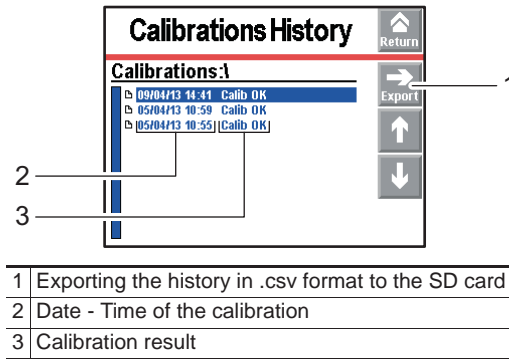 Calibrations History
Return
Calibrations:\
09/04/13 14:41 Calib OK
05/04/13 10:59 Calib OK
05/04/13 10:55 Calib OK
Export
1
2
3
1 Exporting the history in .csv format to the SD card
2 Date - Time of the calibration
3 Calibration result